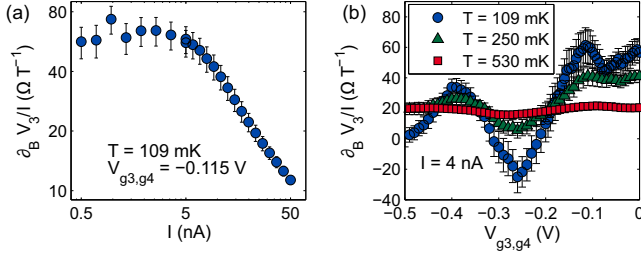 (a)
∂B V3/I (Ω T−1)
80
40
20
10
T = 109 mK
Vg3,g4 = −0.115 V
0.5
5
50
I (nA)
(b)
∂B V3/I (Ω T−1)
80
60
40
20
0
−20
−40
T = 109 mK
T = 250 mK
T = 530 mK
I = 4 nA
−0.5
−0.4
−0.3
−0.2
−0.1
0
Vg3,g4 (V)